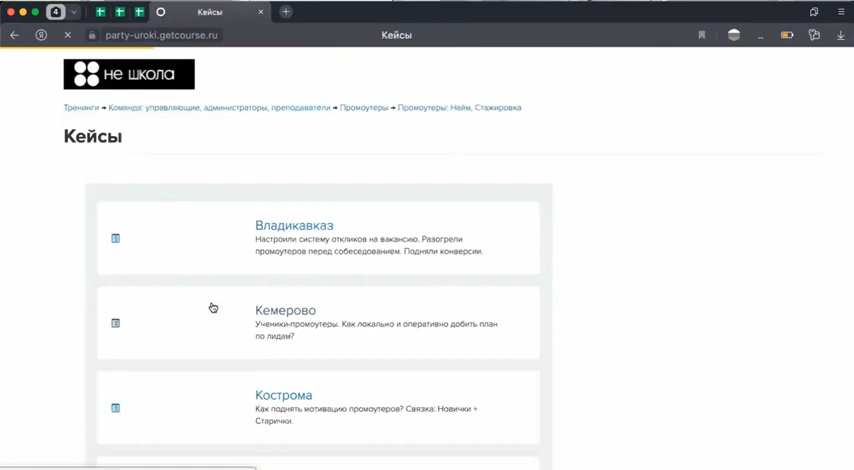 4
Кейсы
party-uroki.getcourse.ru
Кейсы
не школа
Тренинги → Команда: управляющие, администраторы, преподаватели → Промоутеры → Промоутеры: Найм, Стажировка
Кейсы
Владикавказ
Настроили систему откликов на вакансию. Разогрели
промоутеров перед собеседованием. Подняли конверсии.
Кемерово
Ученики-промоутеры. Как локально и оперативно добить план
по лидам?
Кострома
Как поднять мотивацию промоутеров? Связка: Новички +
Старички.